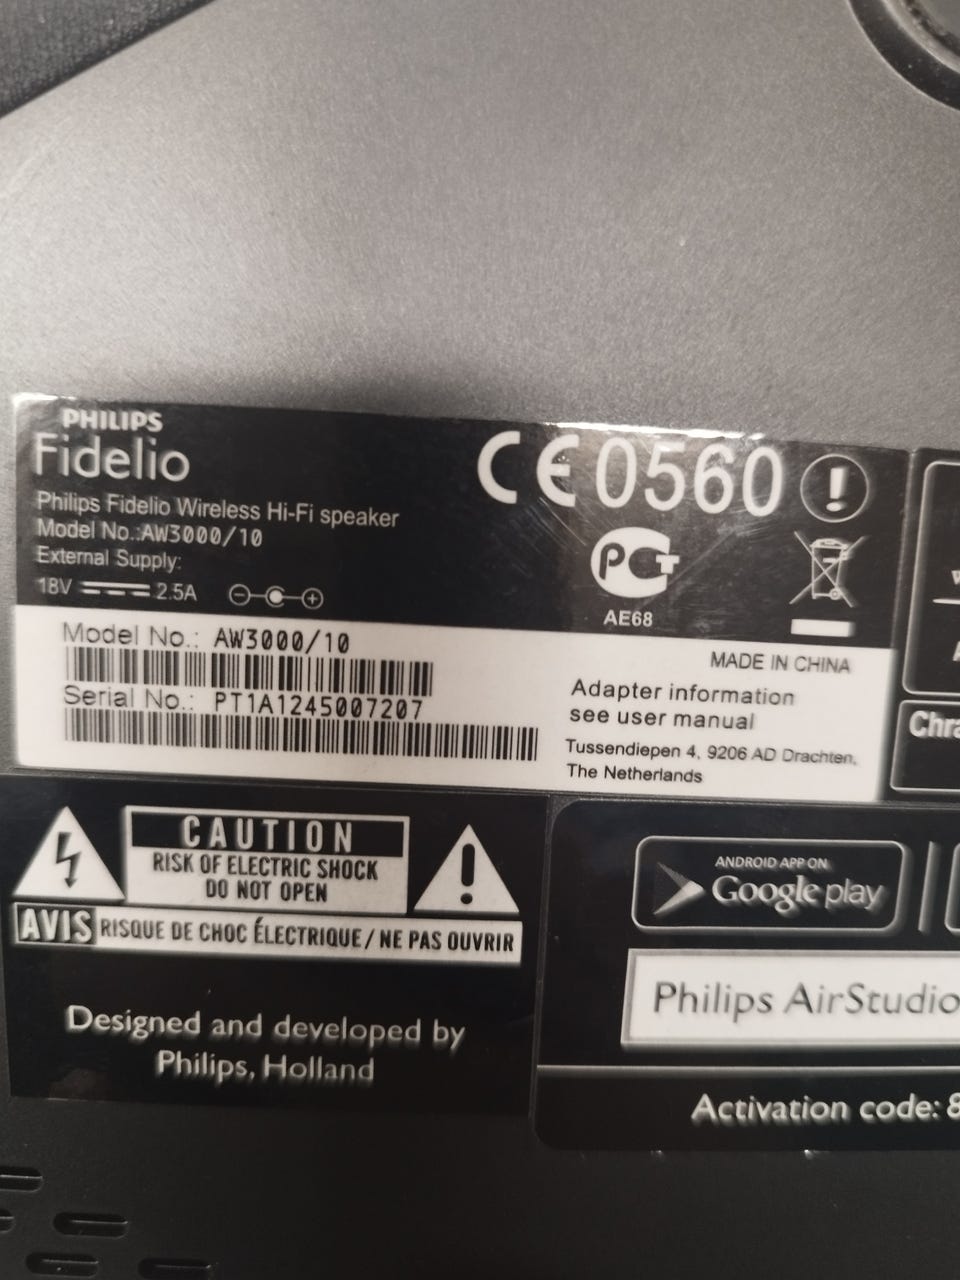 PHILIPS
Fidelio
Philips Fidelio Wireless Hi-Fi speaker
Model No.:AW3000/10
External Supply:
18V 2.5A
CE 0560
PCT
AE68
Model No.: AW3000/10
Serial No.: PT1A1245007207
MADE IN CHINA
Adapter information
see user manual
Tussendiepen 4, 9206 AD Drachten,
The Netherlands
Chra
CAUTION
RISK OF ELECTRIC SHOCK
DO NOT OPEN
AVIS RISQUE DE CHOC ÉLECTRIQUE / NE PAS OUVRIR
Designed and developed by
Philips, Holland
ANDROID APP ON
Google play
Philips AirStudio
Activation code: 8